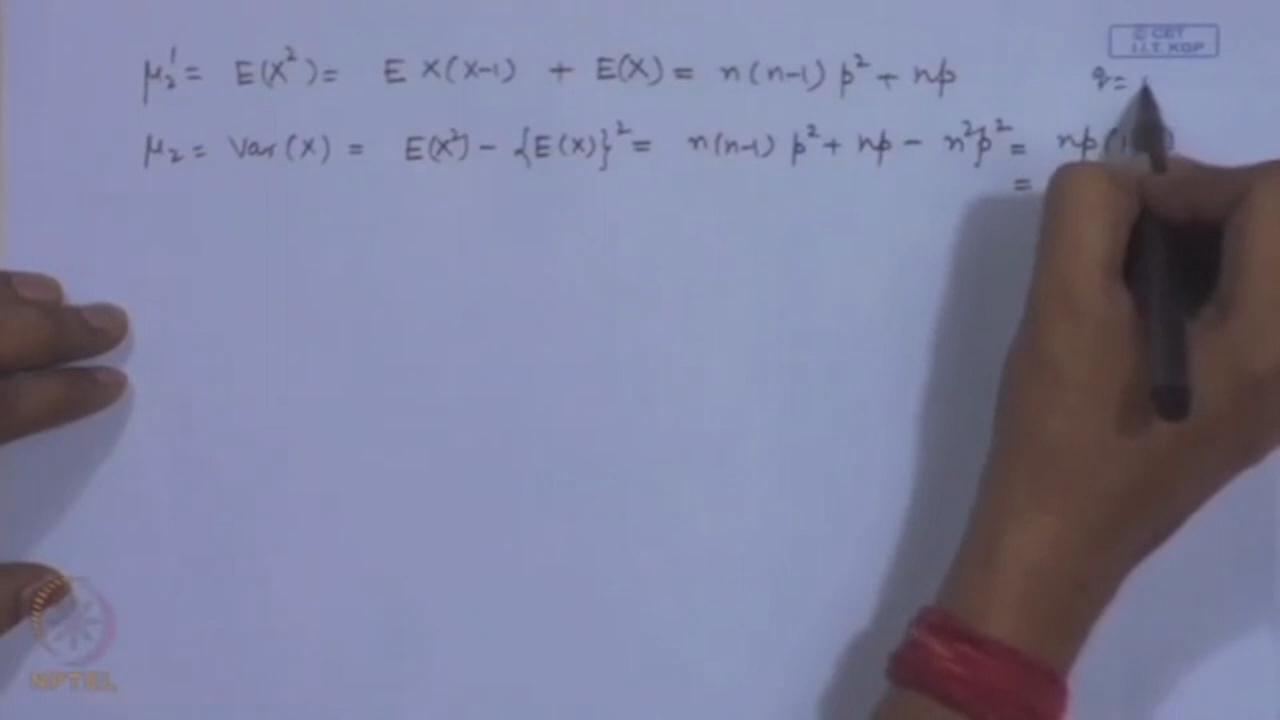 © CET
I.I.T. KGP
μ₂' = E(X²) = E X(X-1) + E(X) = n(n-1) p² + np
q =
μ₂ = Var(X) = E(X²) - {E(X)}² = n(n-1) p² + np - n²p² = np(1
=
NPTEL